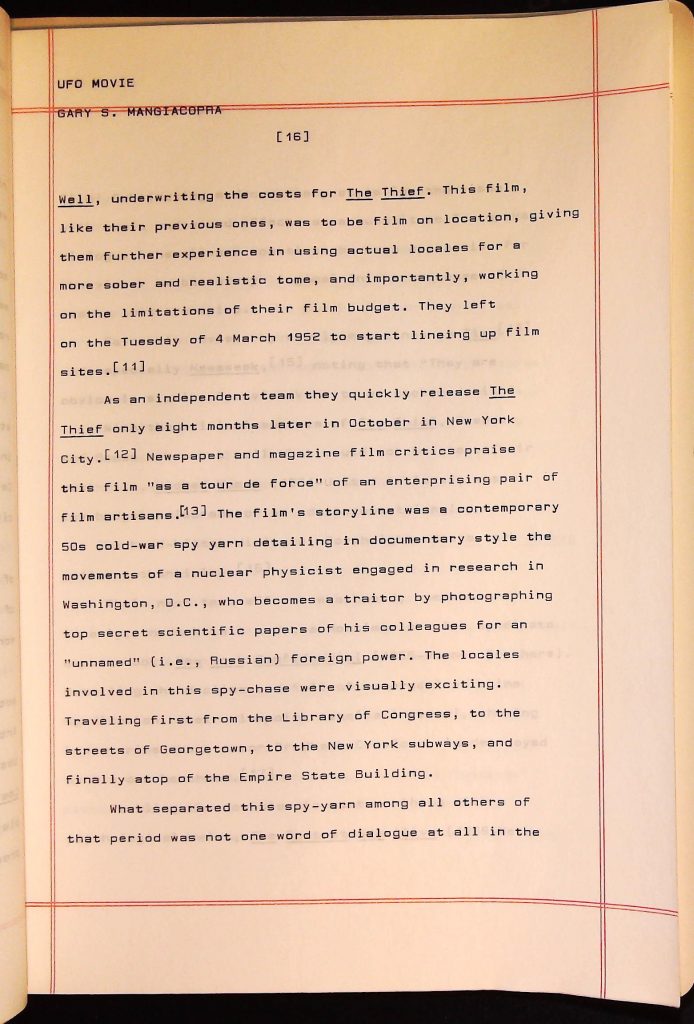 UFO MOVIE
GARY S. MANGIACOPRA
[16]
Well, underwriting the costs for The Thief. This film,
like their previous ones, was to be film on location, giving
them further experience in using actual locales for a
more sober and realistic tome, and importantly, working
on the limitations of their film budget. They left
on the Tuesday of 4 March 1952 to start lineing up film
sites.[11]
As an independent team they quickly release The
Thief only eight months later in October in New York
City.[12] Newspaper and magazine film critics praise
this film "as a tour de force" of an enterprising pair of
film artisans.[13] The film's storyline was a contemporary
50s cold-war spy yarn detailing in documentary style the
movements of a nuclear physicist engaged in research in
Washington, D.C., who becomes a traitor by photographing
top secret scientific papers of his colleagues for an
"unnamed" (i.e., Russian) foreign power. The locales
involved in this spy-chase were visually exciting.
Traveling first from the Library of Congress, to the
streets of Georgetown, to the New York subways, and
finally atop of the Empire State Building.
What separated this spy-yarn among all others of
that period was not one word of dialogue at all in the